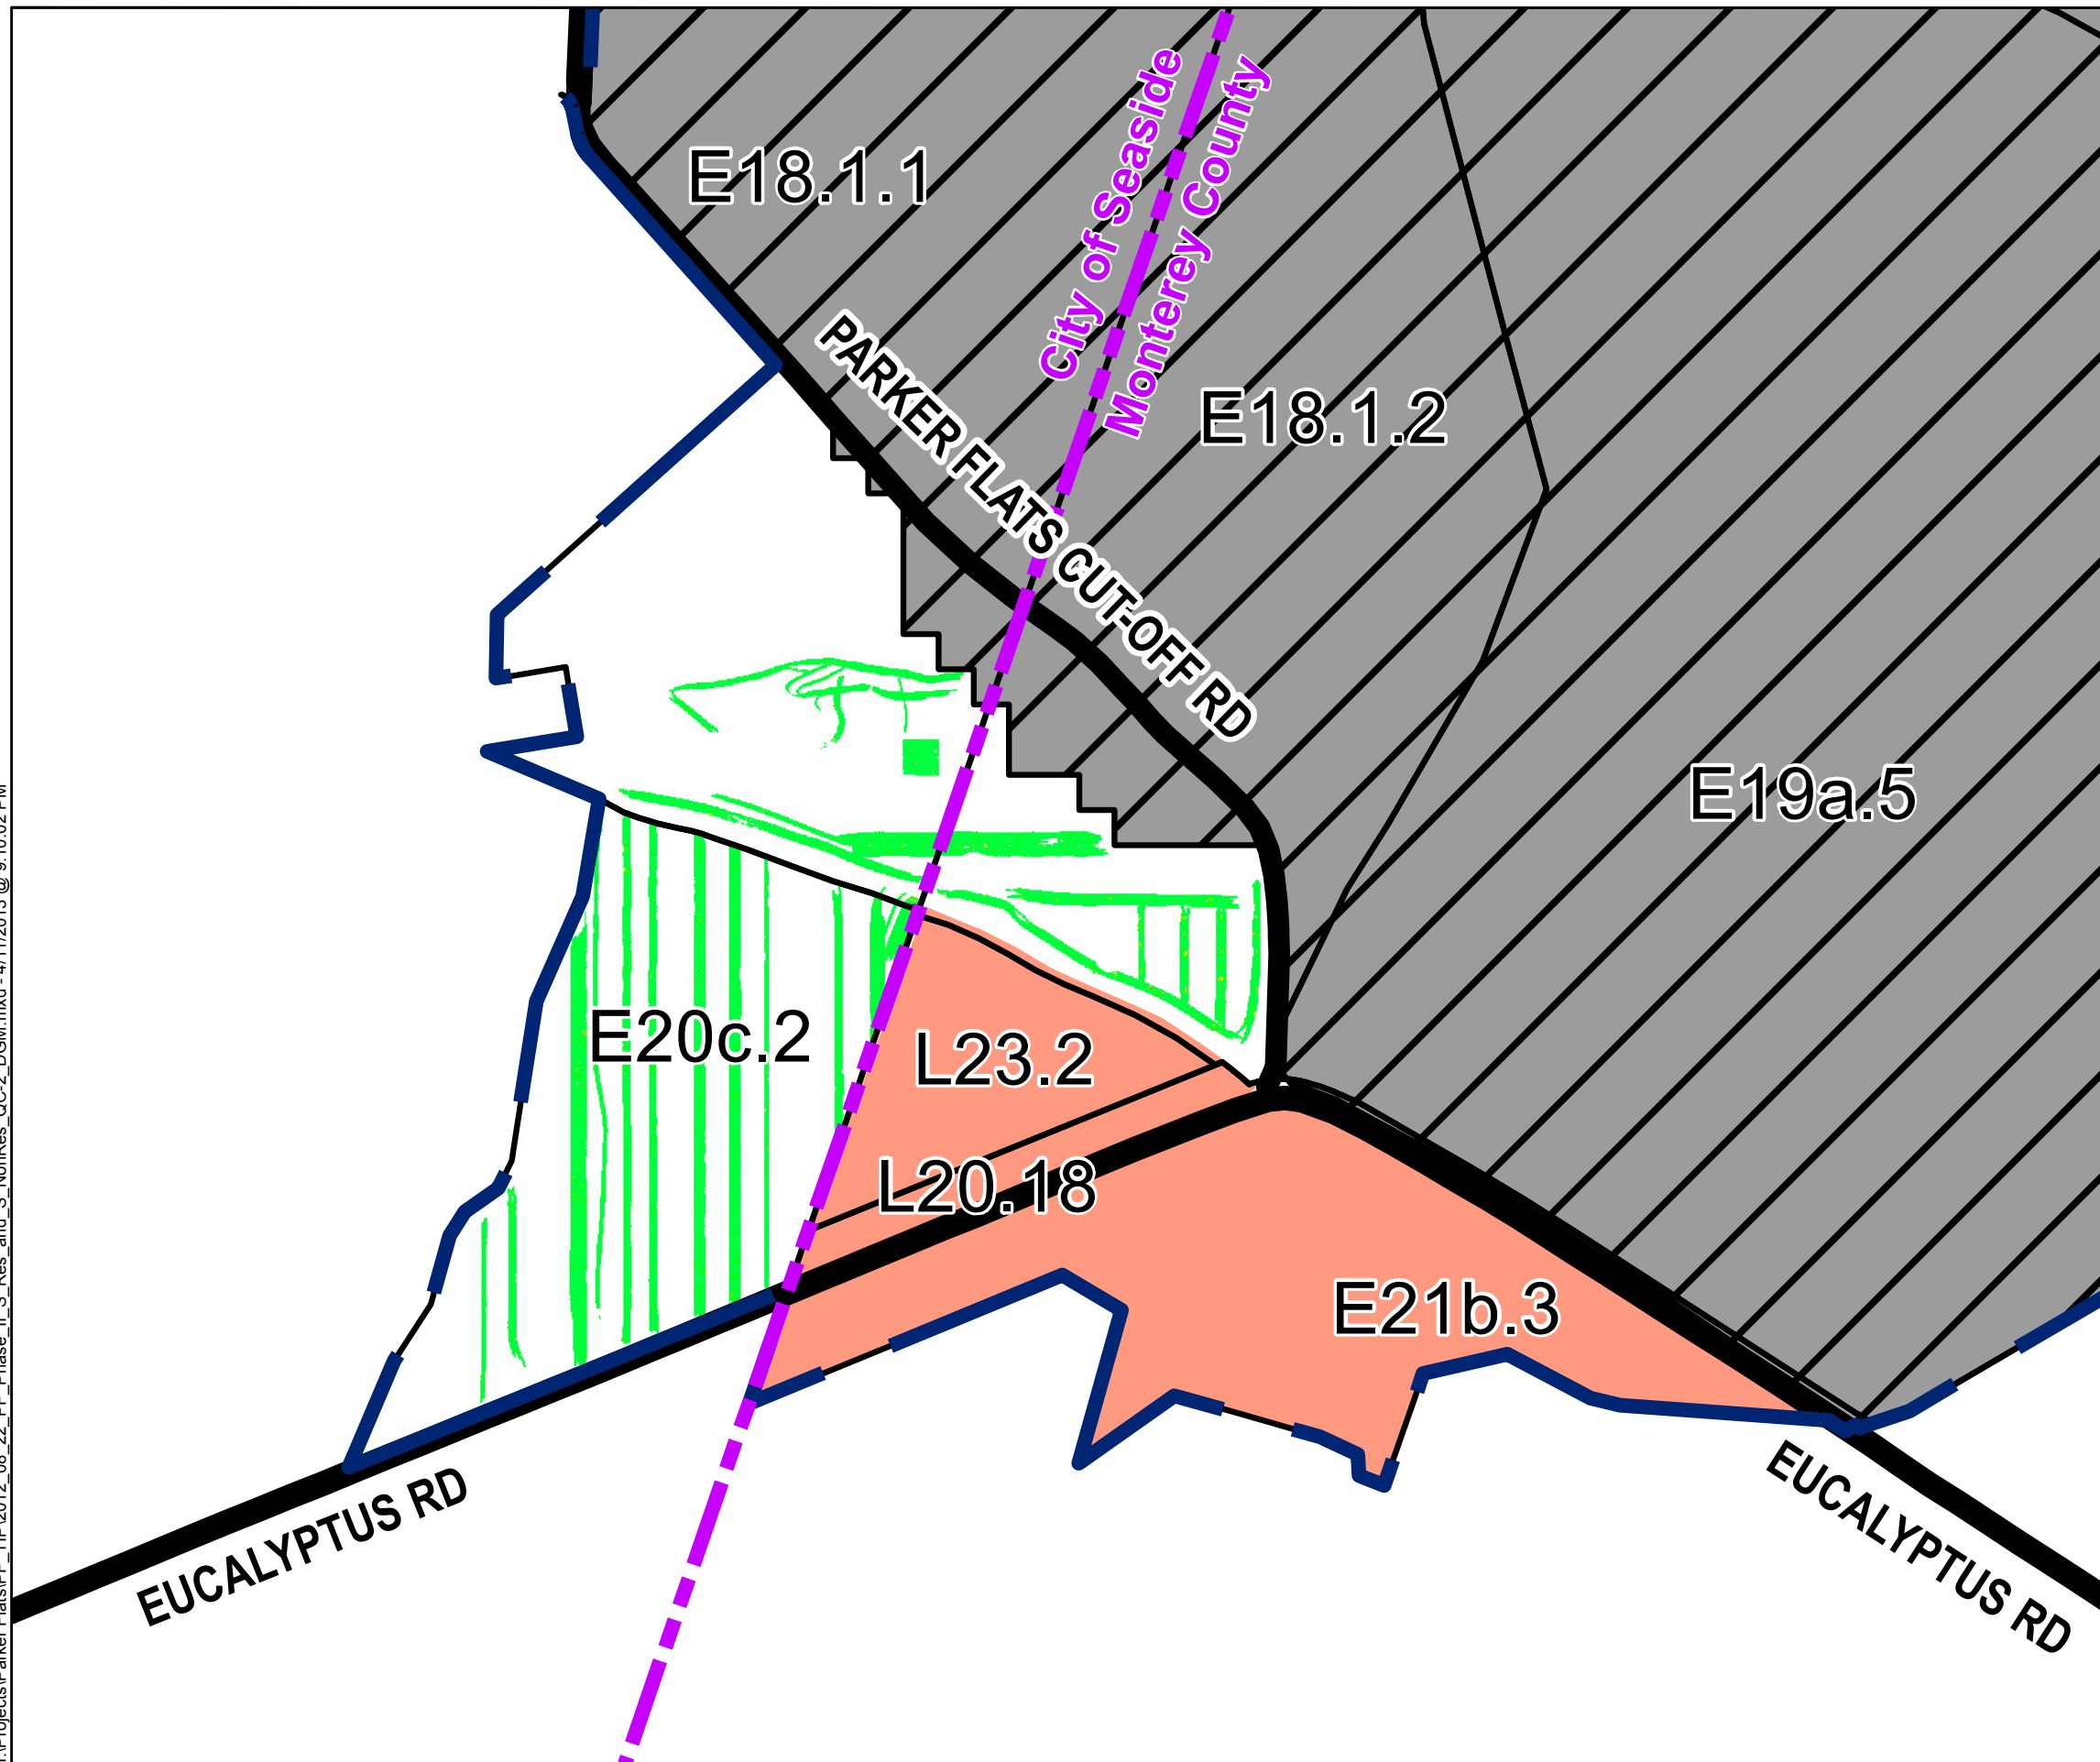 City of Seaside
Monterey County
E18.1.1
E18.1.2
PARKER FLATS CUT-OFF RD
E19a.5
E20c.2
L23.2
L20.18
E21b.3
EUCALYPTUS RD
EUCALYPTUS RD